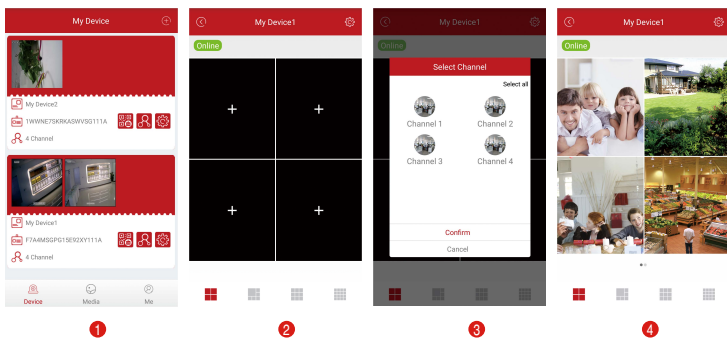 My Device
My Device2
1WWNE7SKRKASWVSG111A
4 Channel
My Device1
F7A4MSGPG15E92XY111A
4 Channel
Device
Media
Me
1
My Device1
Online
2
My Device1
Online
Select Channel
Select all
Channel 1
Channel 2
Channel 3
Channel 4
Confirm
Cancel
3
My Device1
Online
4